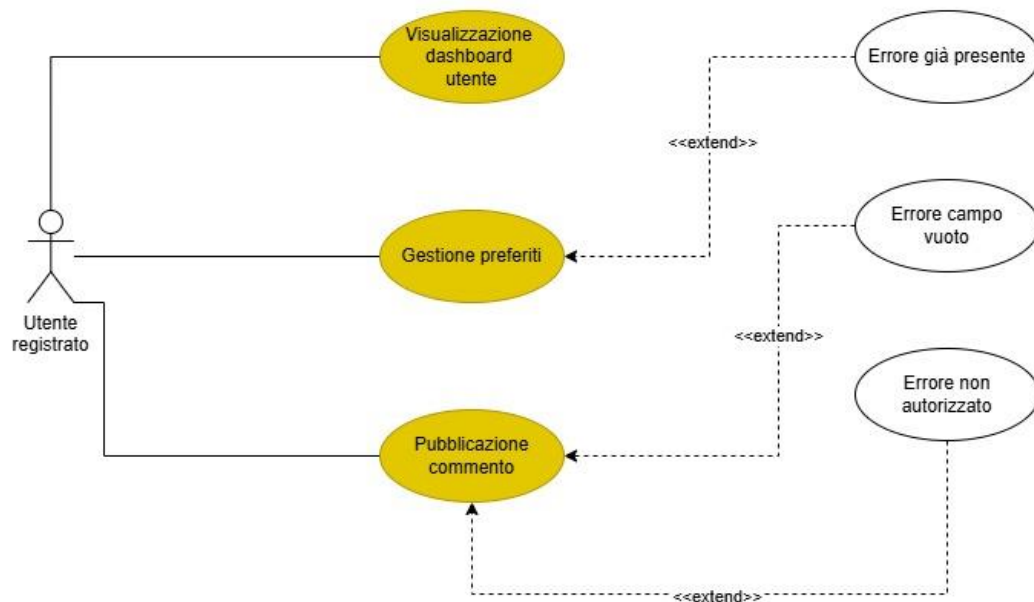 Visualizzazione
dashboard
utente
Errore già presente
<<extend>>
Errore campo
vuoto
Gestione preferiti
Utente
registrato
<<extend>>
Errore non
autorizzato
Pubblicazione
commento
<<extend>>